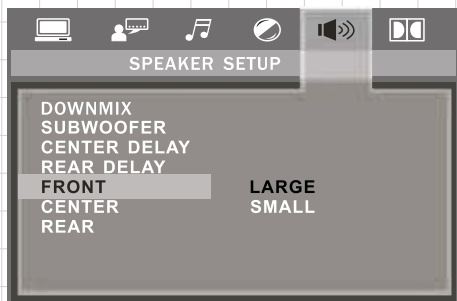 SPEAKER SETUP
DOWNMIX
SUBWOOFER
CENTER DELAY
REAR DELAY
FRONT LARGE
CENTER SMALL
REAR